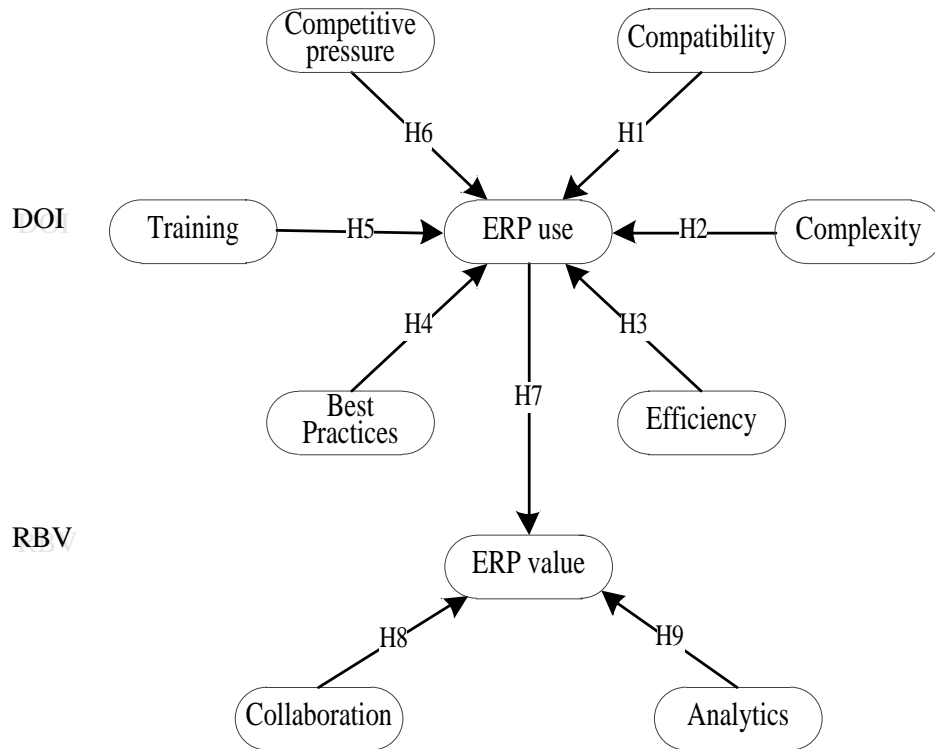 Competitive
pressure
Compatibility
H6
H1
DOI
Training
H5
ERP use
H2
Complexity
H4
H3
Best
Practices
H7
Efficiency
RBV
ERP value
H8
H9
Collaboration
Analytics